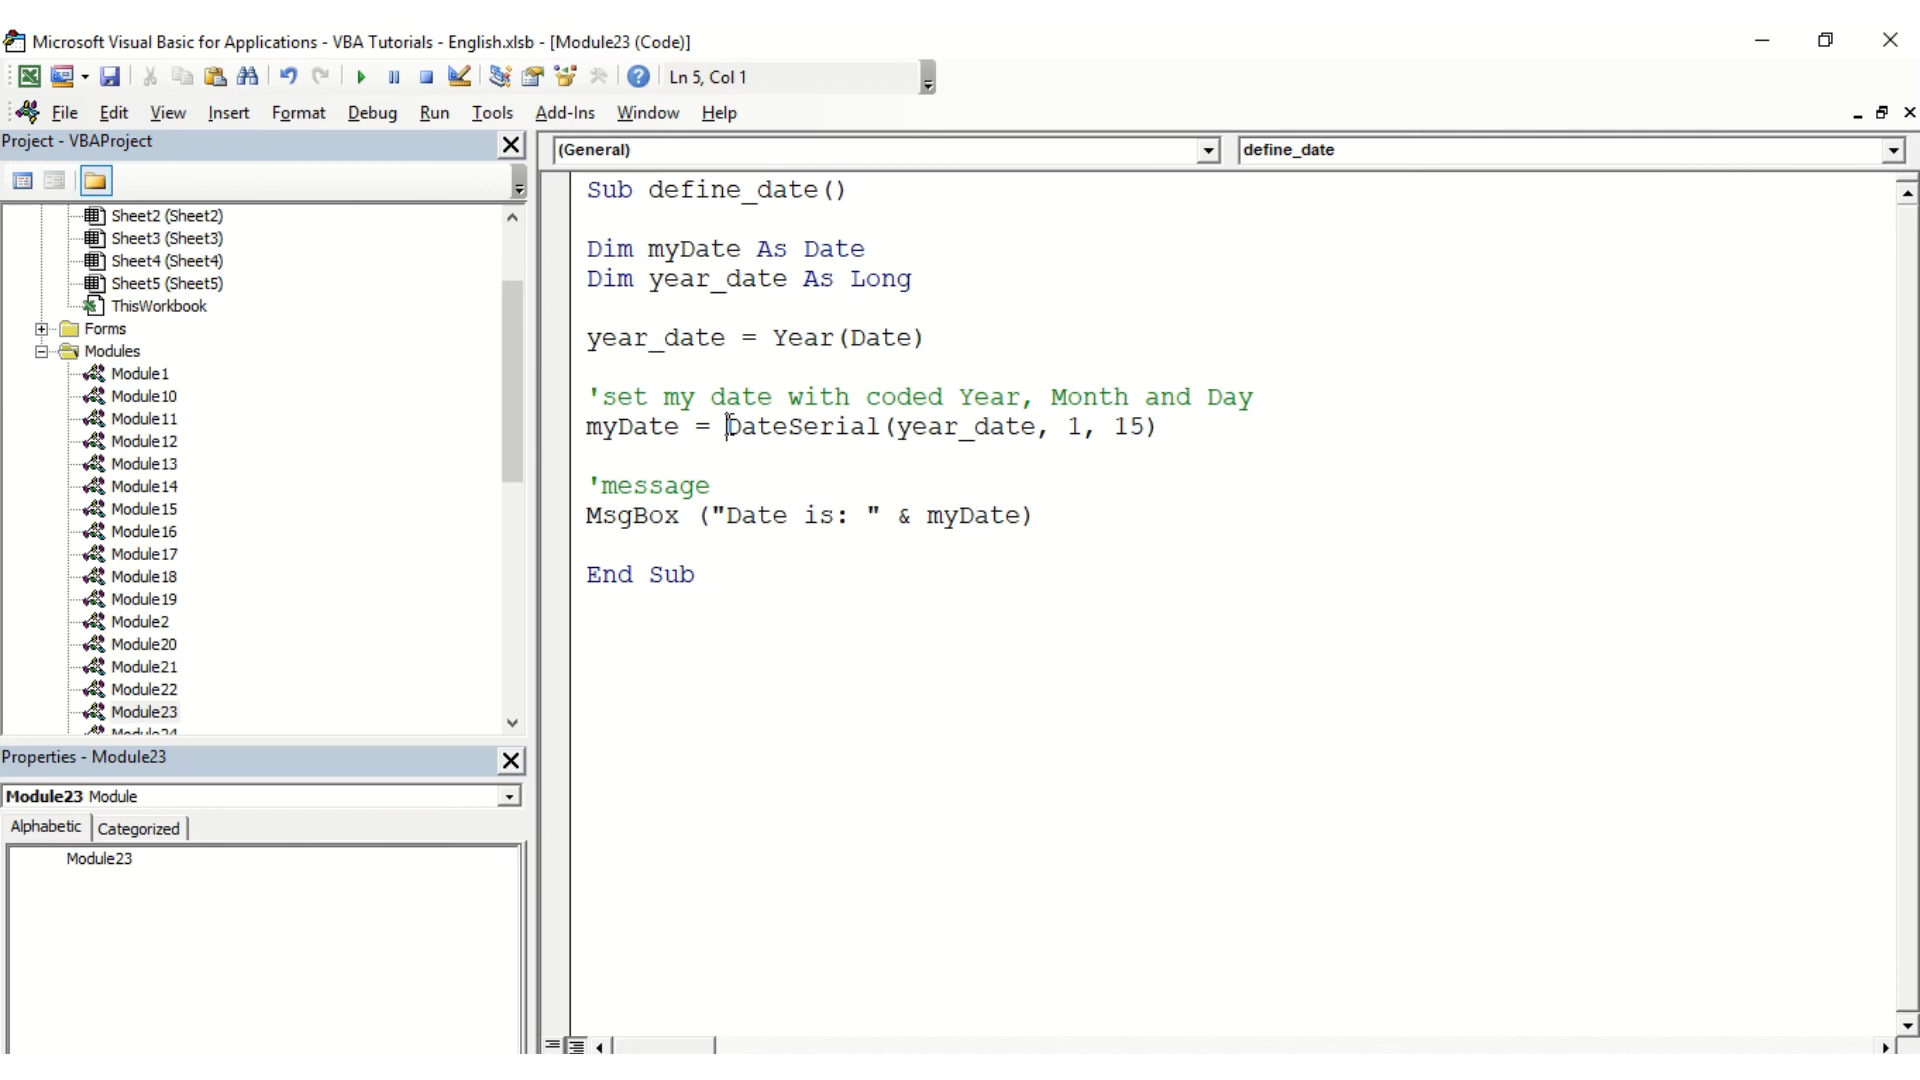 Microsoft Visual Basic for Applications - VBA Tutorials - English.xlsb - [Module23 (Code)]
Ln 5, Col 1
File Edit View Insert Format Debug Run Tools Add-Ins Window Help
Project - VBAProject
(General)
define_date
Sheet2 (Sheet2)
Sheet3 (Sheet3)
Sheet4 (Sheet4)
Sheet5 (Sheet5)
ThisWorkbook
Forms
Modules
Module1
Module10
Module11
Module12
Module13
Module14
Module15
Module16
Module17
Module18
Module19
Module2
Module20
Module21
Module22
Module23
Module24
Properties - Module23
Module23 Module
Alphabetic Categorized
Module23
Sub define_date()
Dim myDate As Date
Dim year_date As Long
year_date = Year(Date)
'set my date with coded Year, Month and Day
myDate = DateSerial(year_date, 1, 15)
'message
MsgBox ("Date is: " & myDate)
End Sub